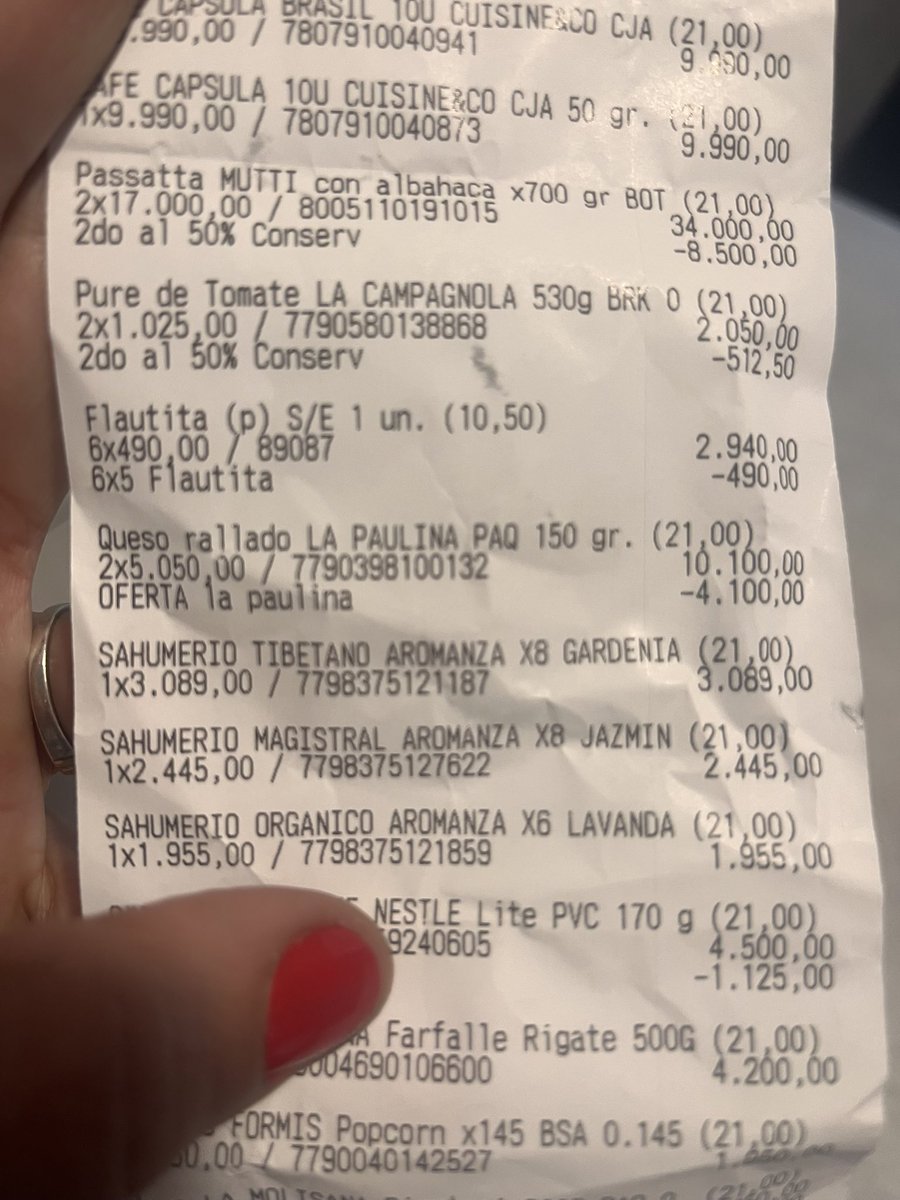 CAPSULA BRASIL 10U CUISINE&CO CJA (21,00)
.990,00 / 7807910040941
9.990,00
AFE CAPSULA 10U CUISINE&CO CJA 50 gr. (21,00)
1x9.990,00 / 7807910040873
9.990,00
Passatta MUTTI con albahaca x700 gr BOT (21,00)
2x17.000,00 / 8005110191015 34.000,00
2do al 50% Conserv -8.500,00
Pure de Tomate LA CAMPAGNOLA 530g BRK 0 (21,00)
2x1.025,00 / 7790580138868 2.050,00
2do al 50% Conserv -512,50
Flautita (p) S/E 1 un. (10,50)
6x490,00 / 89087 2.940,00
6x5 Flautita -490,00
Queso rallado LA PAULINA PAQ 150 gr. (21,00)
2x5.050,00 / 7790398100132 10.100,00
OFERTA la paulina -4.100,00
SAHUMERIO TIBETANO AROMANZA X8 GARDENIA (21,00)
1x3.089,00 / 7798375121187 3.089,00
SAHUMERIO MAGISTRAL AROMANZA X8 JAZMIN (21,00)
1x2.445,00 / 7798375127622 2.445,00
SAHUMERIO ORGANICO AROMANZA X6 LAVANDA (21,00)
1x1.955,00 / 7798375121859 1.955,00
NESTLE Lite PVC 170 g (21,00)
9240605 4.500,00
-1.125,00
Farfalle Rigate 500G (21,00)
004690106600 4.200,00
FORMIS Popcorn x145 BSA 0.145 (21,00)
0,00 / 7790040142527
LA MOLISANA